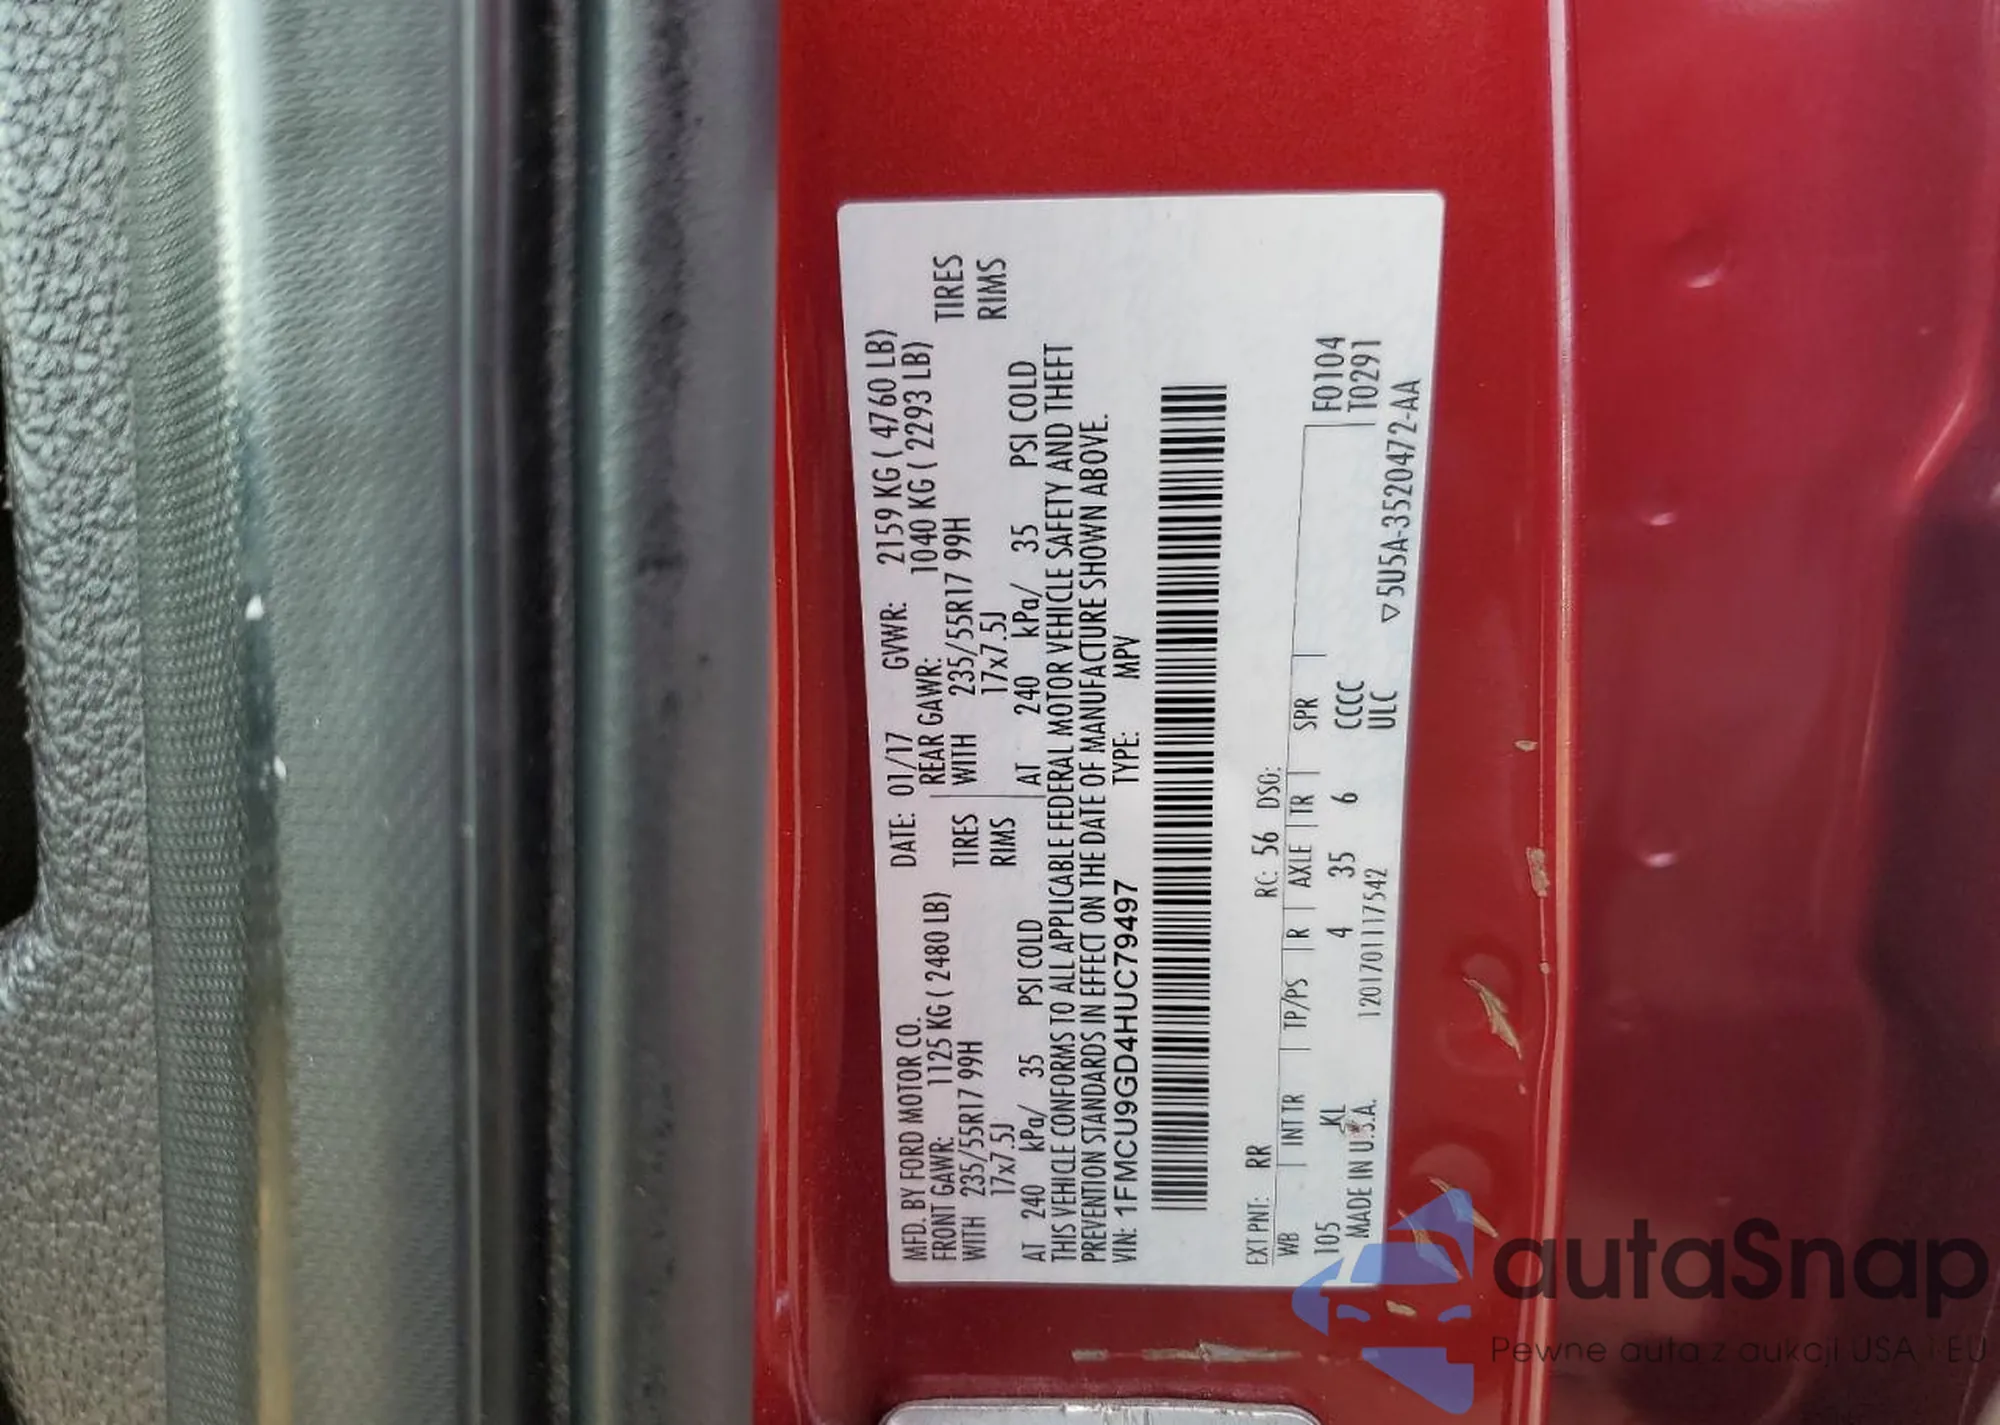 MFD. BY FORD MOTOR CO. DATE: 01/17 GVWR: 2159 KG ( 4760 LB)
FRONT GAWR: 1125 KG ( 2480 LB) REAR GAWR: 1040 KG ( 2293 LB)
WITH 235/55R17 99H TIRES WITH 235/55R17 99H TIRES
17x7.5J RIMS 17x7.5J RIMS
AT 240 kPa/ 35 PSI COLD AT 240 kPa/ 35 PSI COLD
THIS VEHICLE CONFORMS TO ALL APPLICABLE FEDERAL MOTOR VEHICLE SAFETY AND THEFT
PREVENTION STANDARDS IN EFFECT ON THE DATE OF MANUFACTURE SHOWN ABOVE.
VIN: 1FMCU9GD4HUC79497 TYPE: MPV
EXT PNT: RR RC: 56 DSO:
WB INT TR TP/PS R AXLE TR SPR F0104
105 KL 4 35 6 CCCC T0291
MADE IN U.S.A. 1201701117542 ULC ▽5U5A-3520472-AA
autaSnap
Pewne auta z aukcji USA i EU